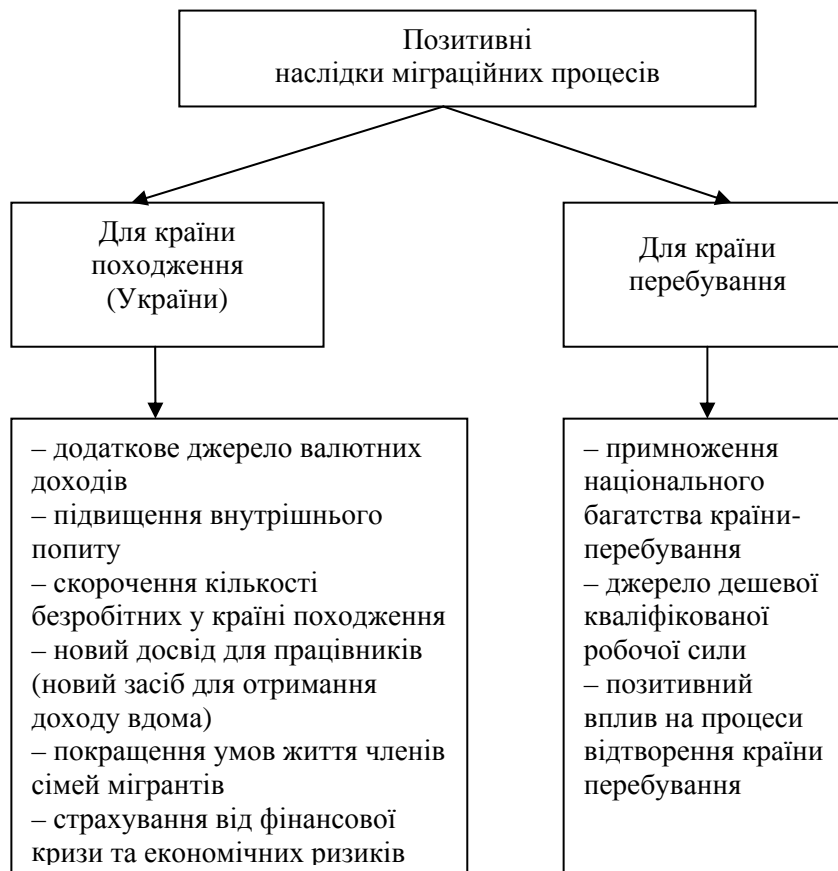 Позитивні
наслідки міграційних процесів
Для країни
походження
(України)
Для країни
перебування
– додаткове джерело валютних
доходів
– підвищення внутрішнього
попиту
– скорочення кількості
безробітних у країні походження
– новий досвід для працівників
(новий засіб для отримання
доходу вдома)
– покращення умов життя членів
сімей мігрантів
– страхування від фінансової
кризи та економічних ризиків
– примноження
національного
багатства країни-
перебування
– джерело дешевої
кваліфікованої
робочої сили
– позитивний
вплив на процеси
відтворення країни
перебування